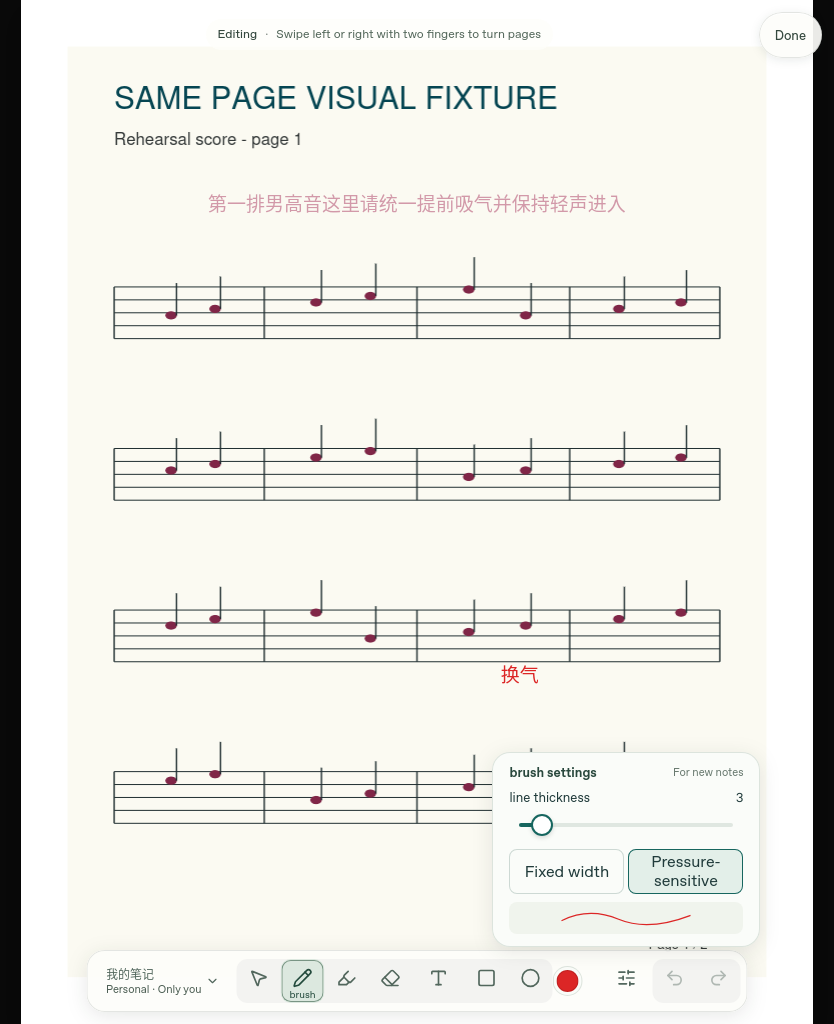 Editing · Swipe left or right with two fingers to turn pages
Done
SAME PAGE VISUAL FIXTURE
Rehearsal score - page 1
第一排男高音这里请统一提前吸气并保持轻声进入
换气
brush settings
For new notes
line thickness
3
Fixed width
Pressure-
sensitive
我的笔记
Personal · Only you
brush
T